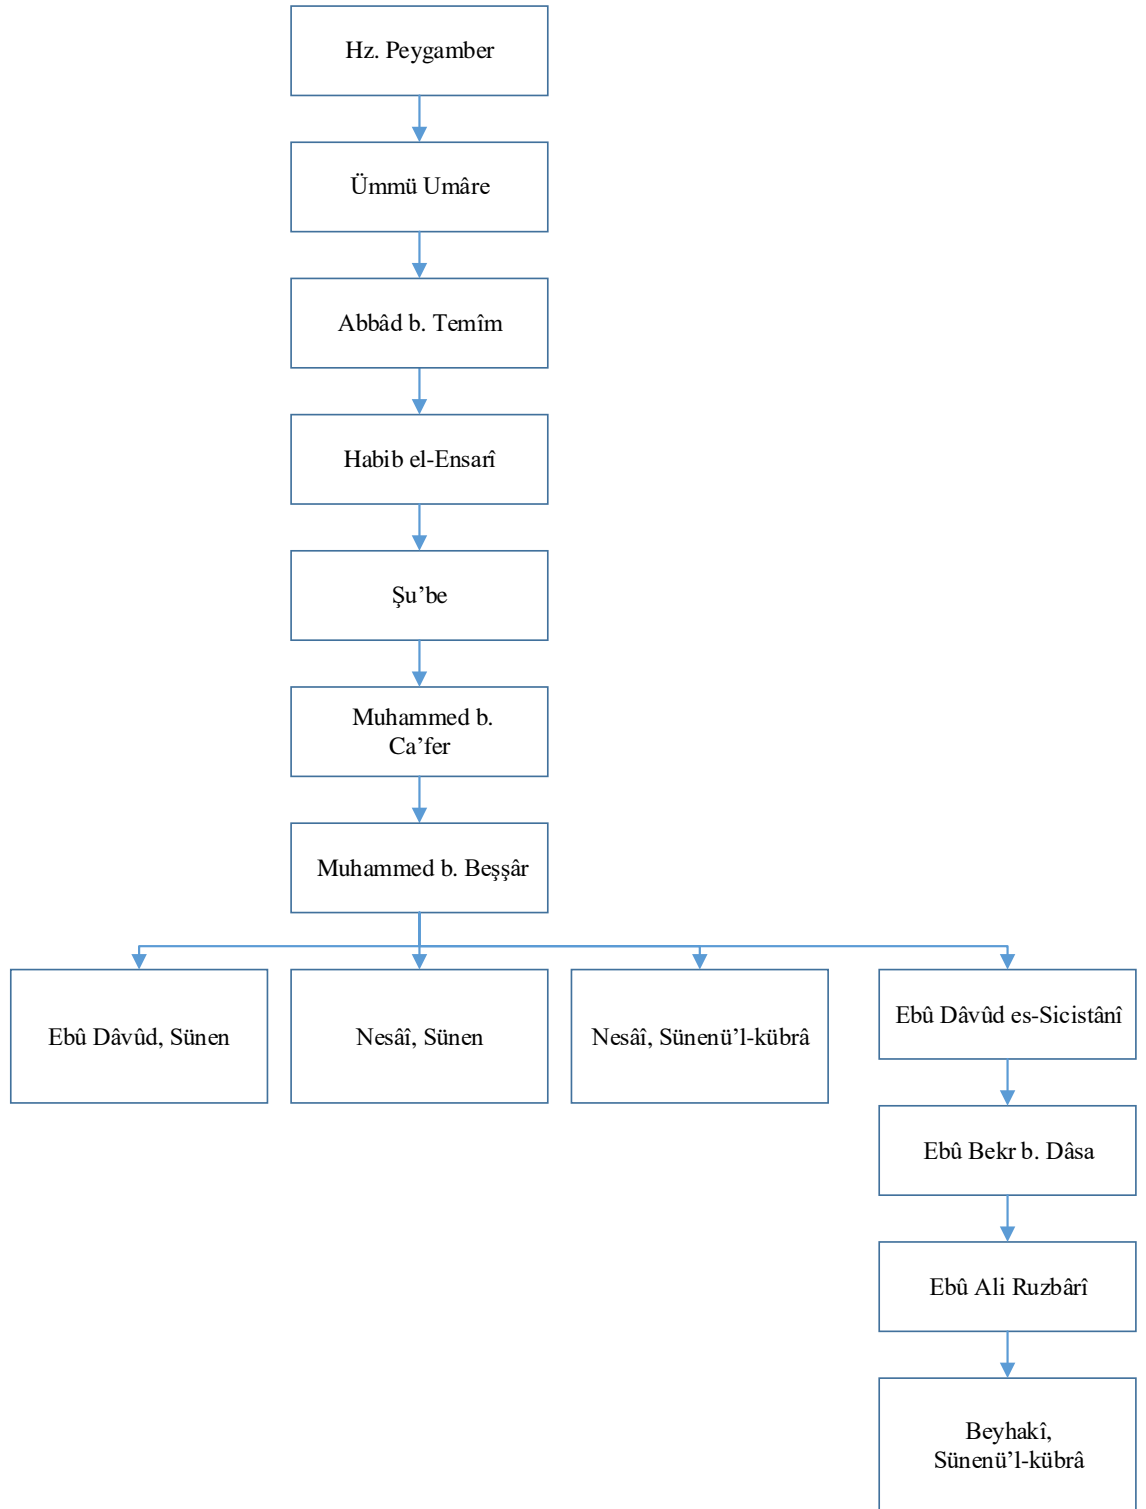 Hz. Peygamber
Ümmü Umâre
Abbâd b. Temîm
Habib el-Ensarî
Şu’be
Muhammed b.
Ca’fer
Muhammed b. Beşşâr
Ebû Dâvûd, Sünen
Nesâî, Sünen
Nesâî, Sünenü’l-kübrâ
Ebû Dâvûd es-Sicistânî
Ebû Bekr b. Dâsa
Ebû Ali Ruzbârî
Beyhakî,
Sünenü’l-kübrâ